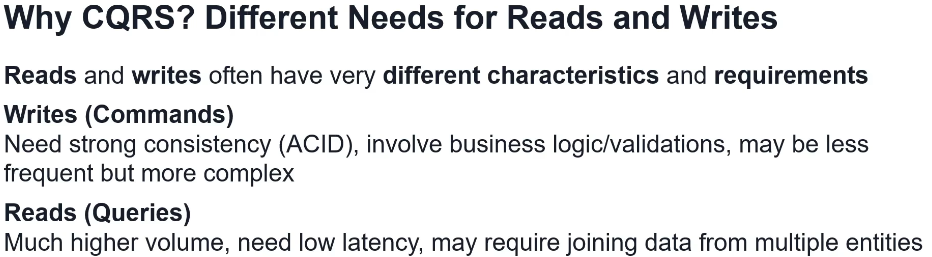 Why CQRS? Different Needs for Reads and Writes
Reads and writes often have very different characteristics and requirements
Writes (Commands)
Need strong consistency (ACID), involve business logic/validations, may be less
frequent but more complex
Reads (Queries)
Much higher volume, need low latency, may require joining data from multiple entities